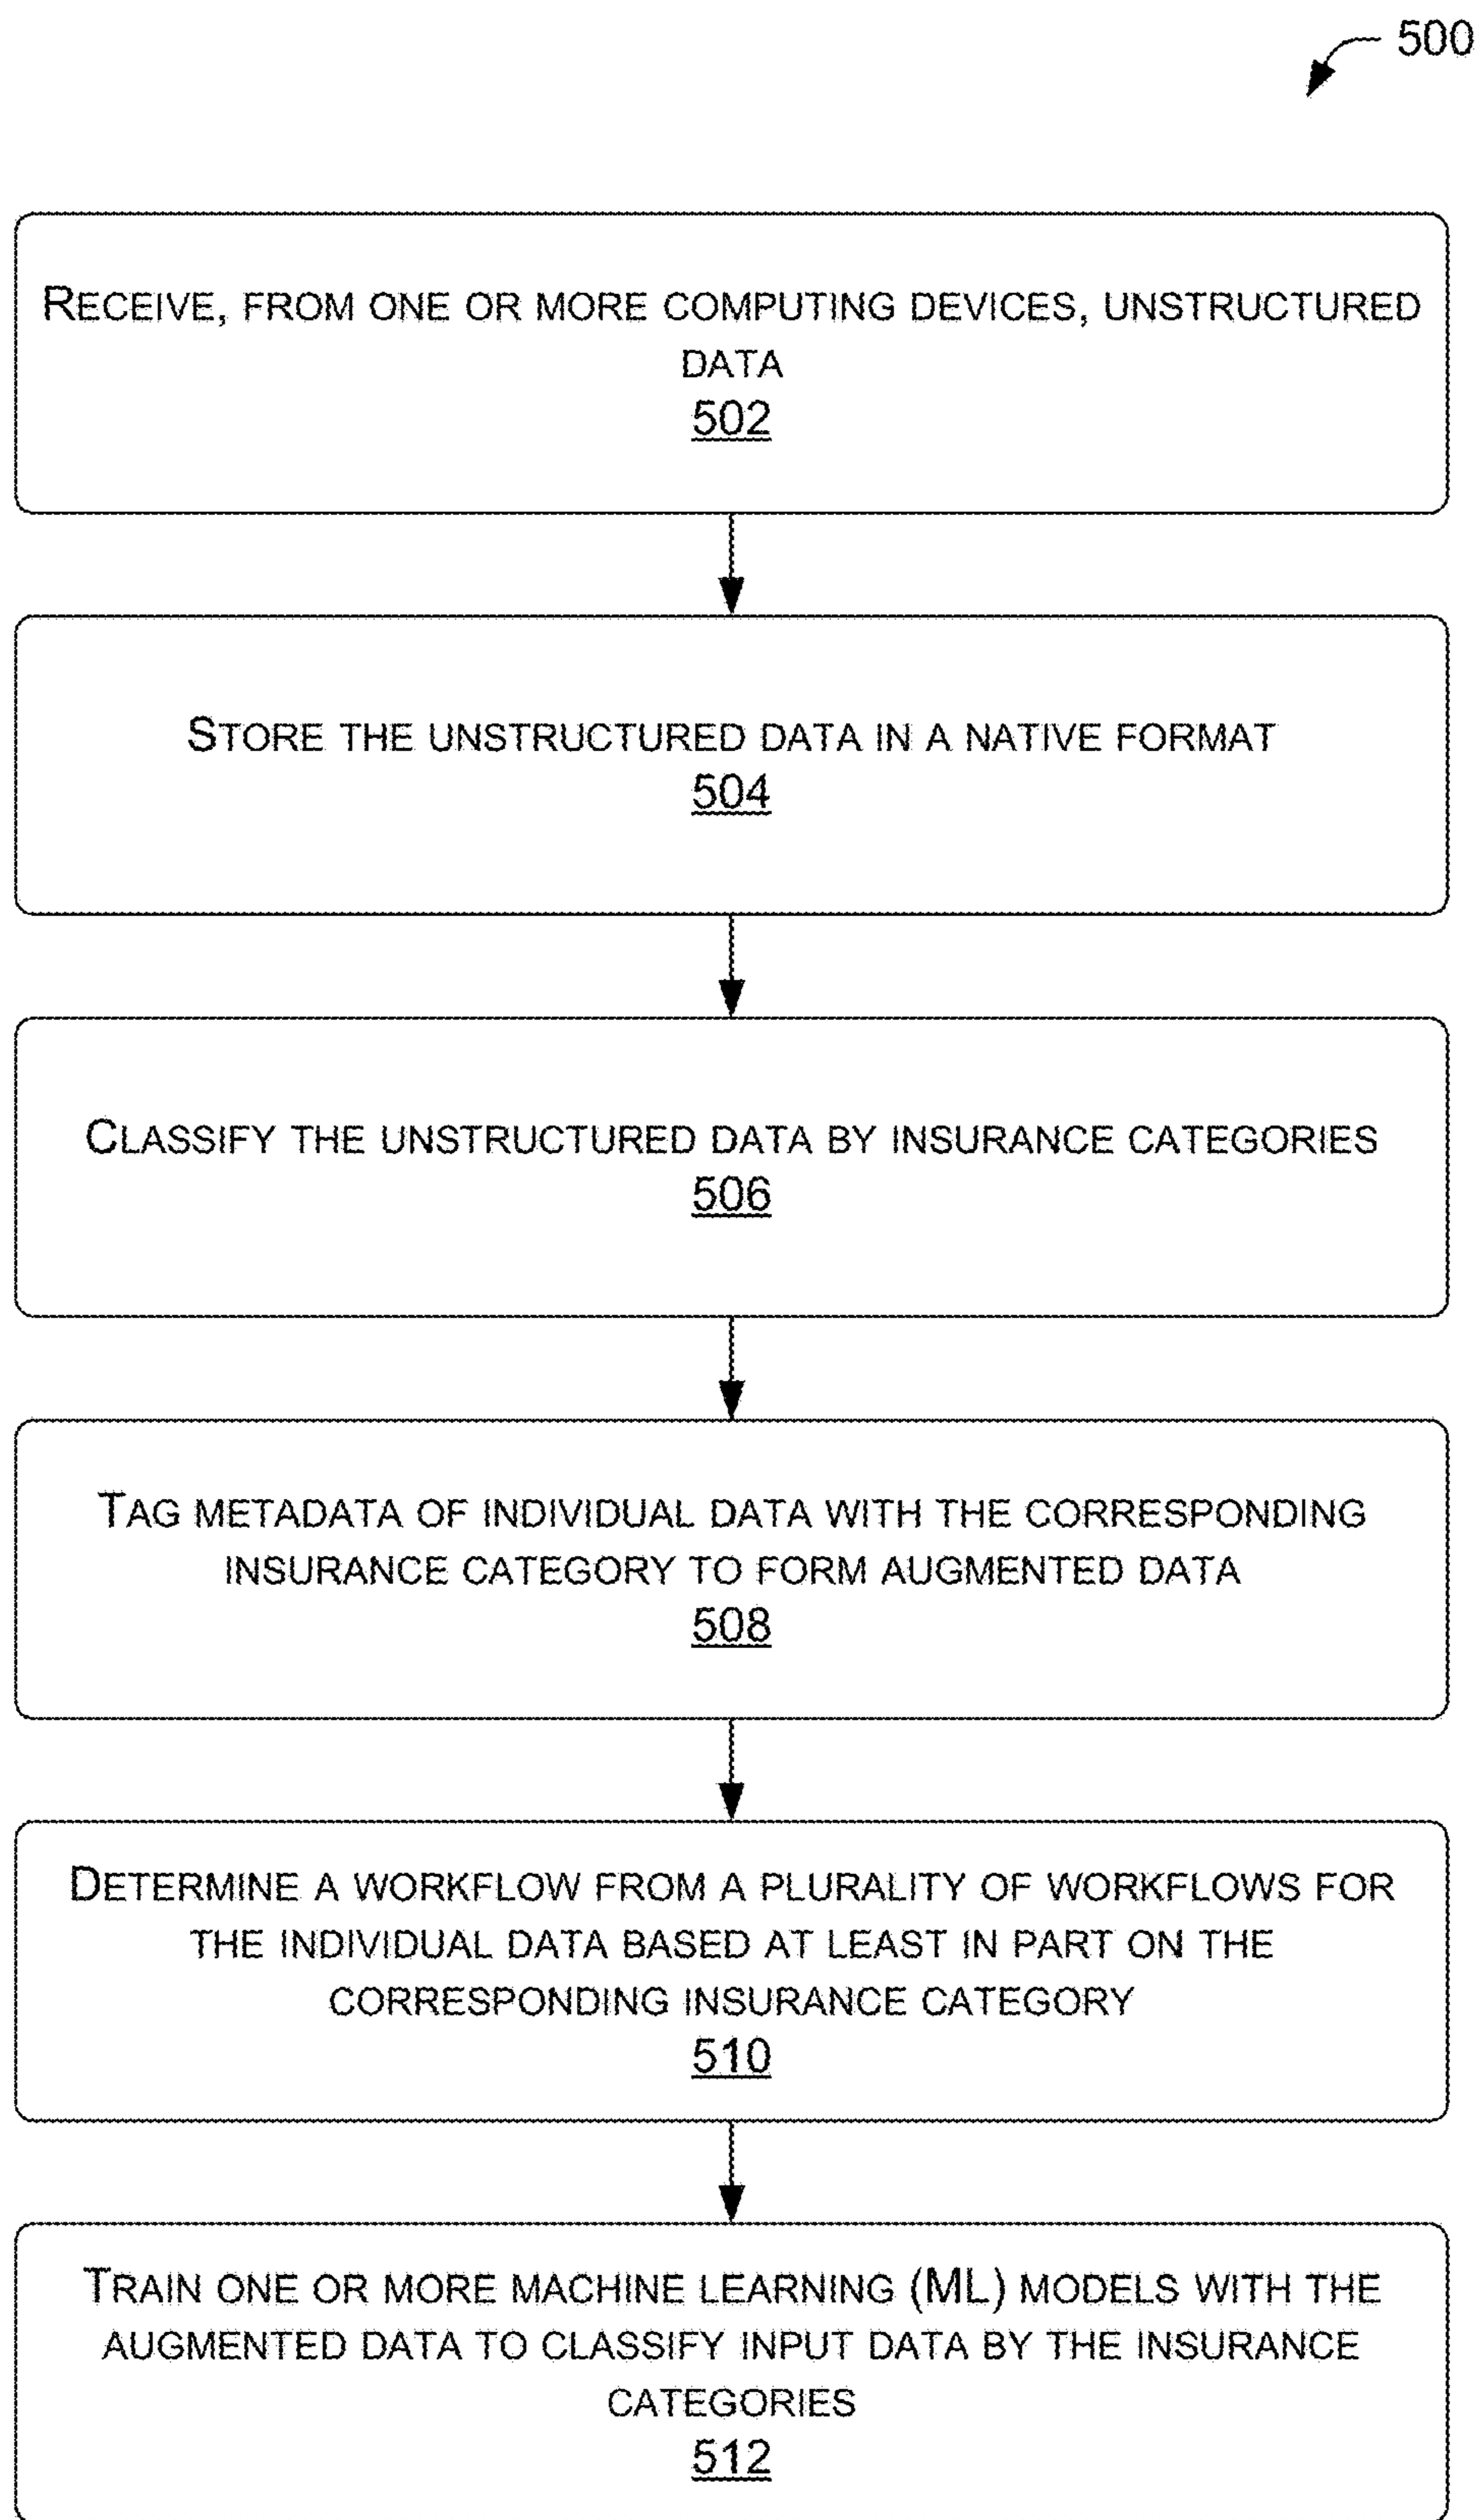 500
RECEIVE, FROM ONE OR MORE COMPUTING DEVICES, UNSTRUCTURED
DATA
502
STORE THE UNSTRUCTURED DATA IN A NATIVE FORMAT
504
CLASSIFY THE UNSTRUCTURED DATA BY INSURANCE CATEGORIES
506
TAG METADATA OF INDIVIDUAL DATA WITH THE CORRESPONDING
INSURANCE CATEGORY TO FORM AUGMENTED DATA
508
DETERMINE A WORKFLOW FROM A PLURALITY OF WORKFLOWS FOR
THE INDIVIDUAL DATA BASED AT LEAST IN PART ON THE
CORRESPONDING INSURANCE CATEGORY
510
TRAIN ONE OR MORE MACHINE LEARNING (ML) MODELS WITH THE
AUGMENTED DATA TO CLASSIFY INPUT DATA BY THE INSURANCE
CATEGORIES
512